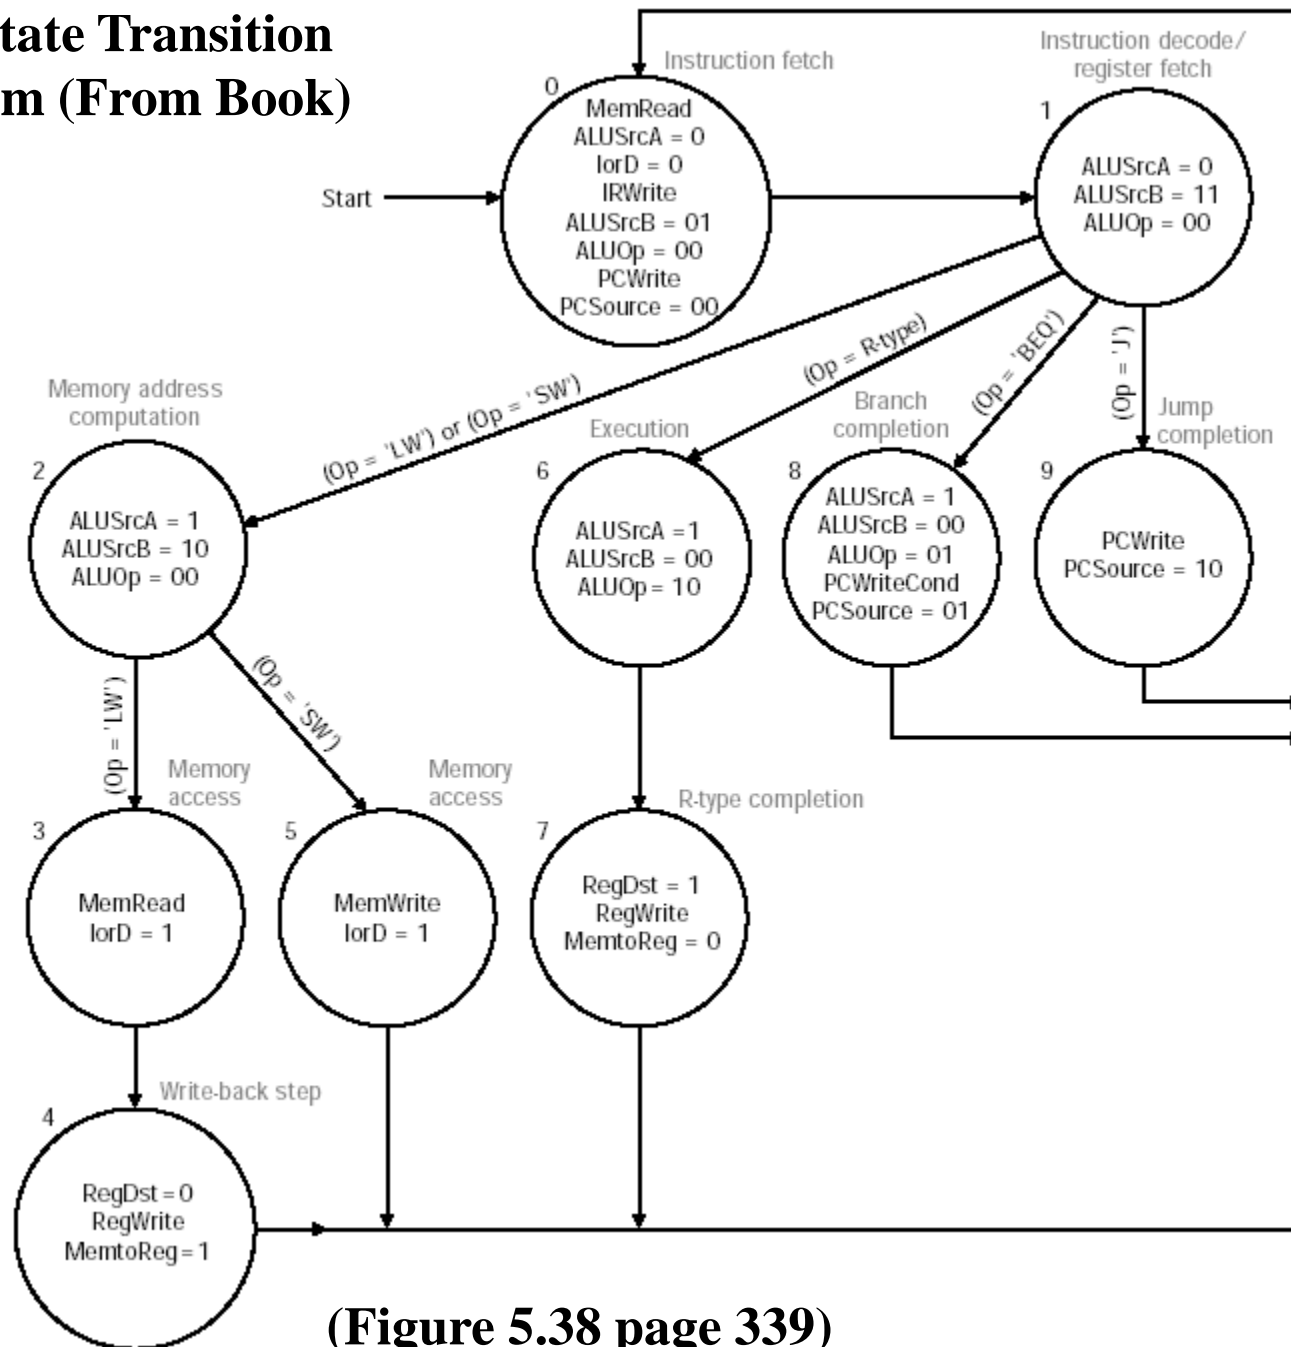 tate Transition
m (From Book)
Instruction fetch
0
MemRead
ALUSrcA = 0
IorD = 0
IRWrite
ALUSrcB = 01
ALUOp = 00
PCWrite
PCSource = 00
Start
Instruction decode/
register fetch
1
ALUSrcA = 0
ALUSrcB = 11
ALUOp = 00
(Op = 'LW') or (Op = 'SW')
(Op = R-type)
(Op = 'BEQ')
(Op = 'J')
Memory address
computation
2
ALUSrcA = 1
ALUSrcB = 10
ALUOp = 00
Execution
6
ALUSrcA =1
ALUSrcB = 00
ALUOp= 10
Branch
completion
8
ALUSrcA = 1
ALUSrcB = 00
ALUOp = 01
PCWriteCond
PCSource = 01
Jump
completion
9
PCWrite
PCSource = 10
(Op = 'LW')
(Op = 'SW')
Memory
access
3
MemRead
IorD = 1
Memory
access
5
MemWrite
IorD = 1
R-type completion
7
RegDst = 1
RegWrite
MemtoReg = 0
Write-back step
4
RegDst=0
RegWrite
MemtoReg=1
(Figure 5.38 page 339)